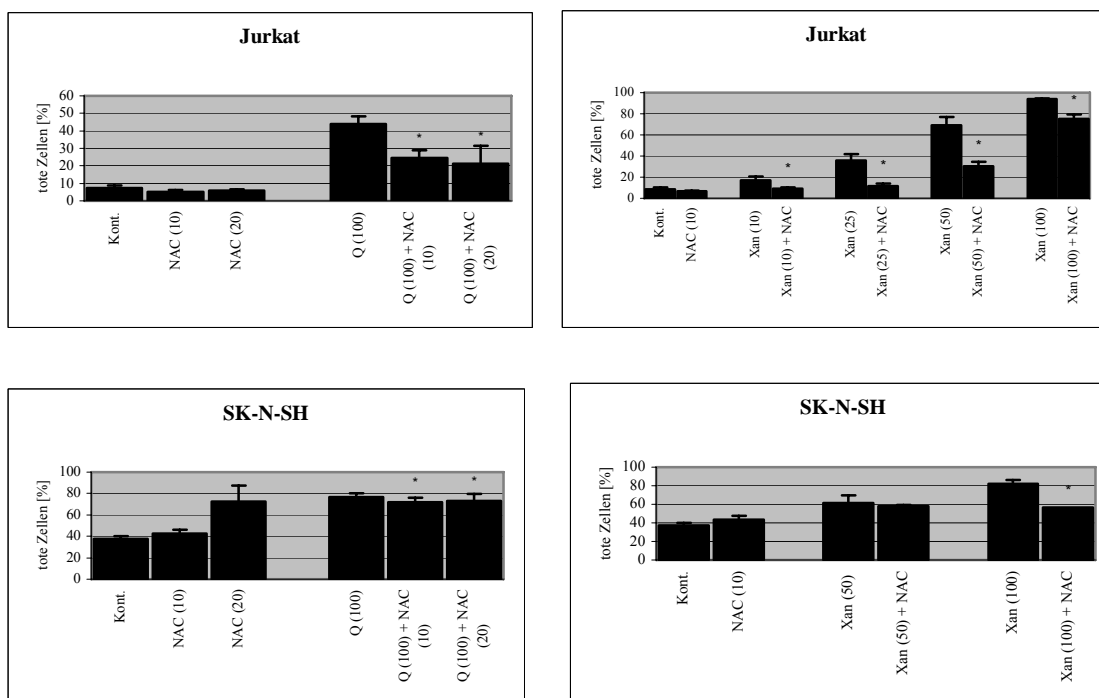 Jurkat
tote Zellen [%]
60
50
40
30
20
10
0
Kont.
NAC (10)
NAC (20)
Q (100)
Q (100) + NAC
(10)
Q (100) + NAC
(20)
*
*
Jurkat
tote Zellen [%]
100
80
60
40
20
0
Kont.
NAC (10)
Xan (10)
Xan (10) + NAC
Xan (25)
Xan (25) + NAC
Xan (50)
Xan (50) + NAC
Xan (100)
Xan (100) + NAC
*
*
*
*
SK-N-SH
tote Zellen [%]
100
80
60
40
20
0
Kont.
NAC (10)
NAC (20)
Q (100)
Q (100) + NAC
(10)
Q (100) + NAC
(20)
*
*
SK-N-SH
tote Zellen [%]
100
80
60
40
20
0
Kont.
NAC (10)
Xan (50)
Xan (50) + NAC
Xan (100)
Xan (100) + NAC
*